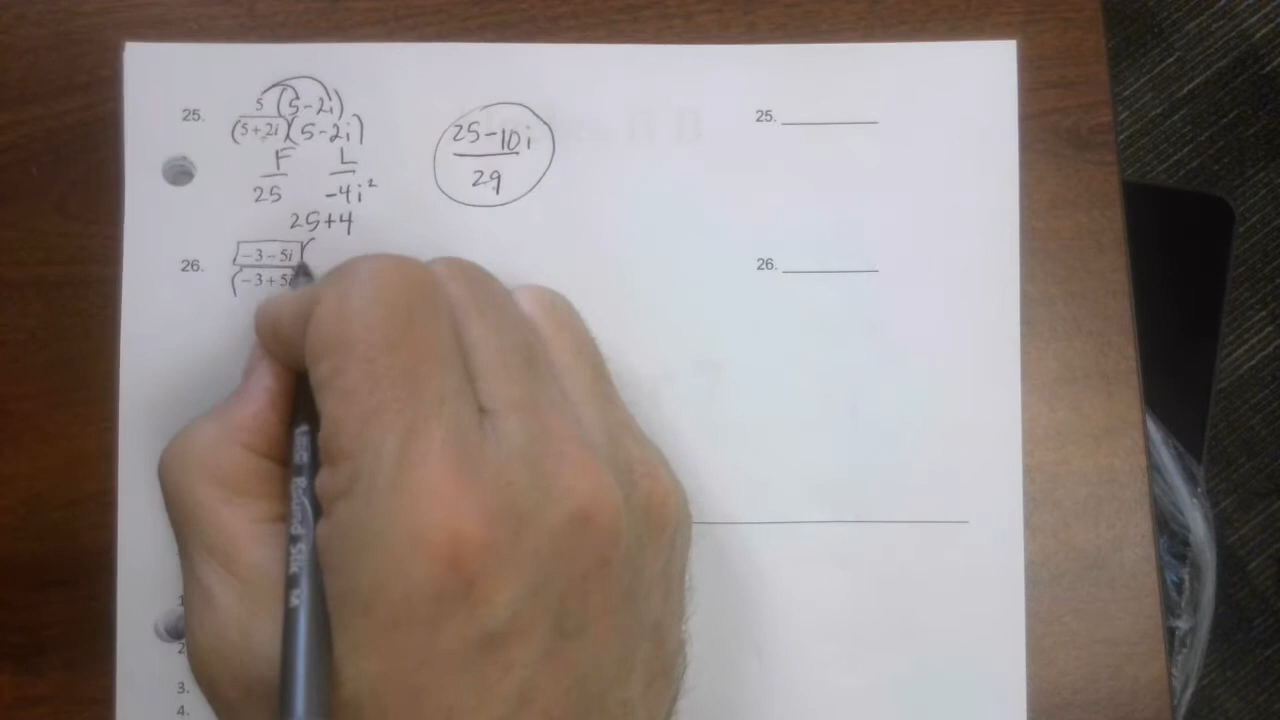 25. 5 (5-2i) 25-10i 25. ________
(5+2i)(5-2i) 29
F L
25 -4i²
25+4
26. -3-5i ( 26. ________
(-3+5i
2
3.
4.